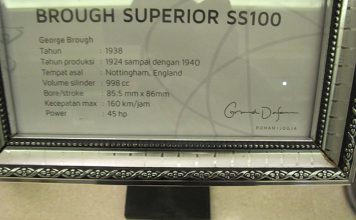 BROUGH SUPERIOR SS100
George Brough
Tahun : 1938
Tahun produksi : 1924 sampai dengan 1940
Tempat asal : Nottingham, England
Volume silinder : 998 cc
Bore/stroke : 85.5 mm x 86mm
Kecepatan max : 160 km/jam
Power : 45 hp